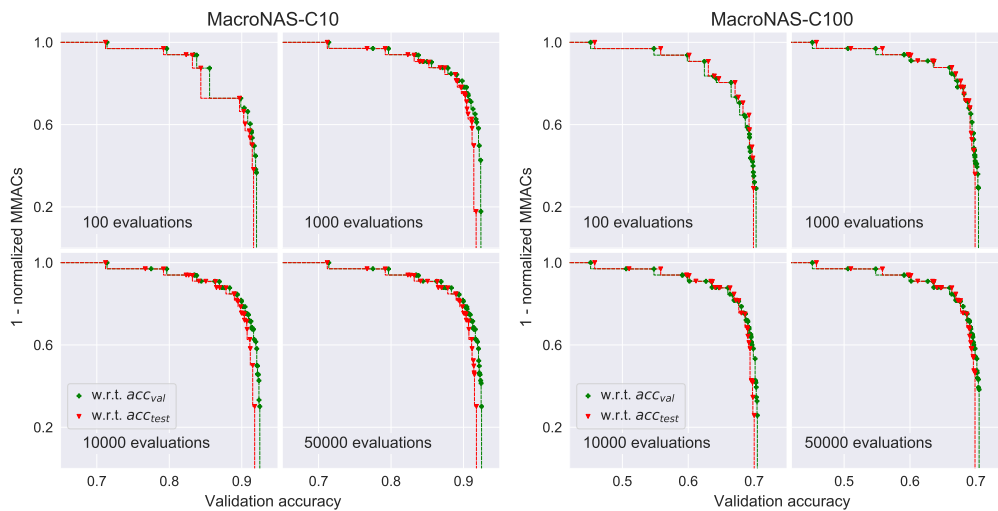 MacroNAS-C10
MacroNAS-C100
1 - normalized MMACs
1.0
0.6
0.2
100 evaluations
1000 evaluations
1.0
0.6
0.2
w.r.t. acc_val
w.r.t. acc_test
10000 evaluations
50000 evaluations
0.7
0.8
0.9
0.7
0.8
0.9
Validation accuracy
Validation accuracy
1 - normalized MMACs
1.0
0.6
0.2
100 evaluations
1000 evaluations
1.0
0.6
0.2
w.r.t. acc_val
w.r.t. acc_test
10000 evaluations
50000 evaluations
0.5
0.6
0.7
0.5
0.6
0.7
Validation accuracy
Validation accuracy